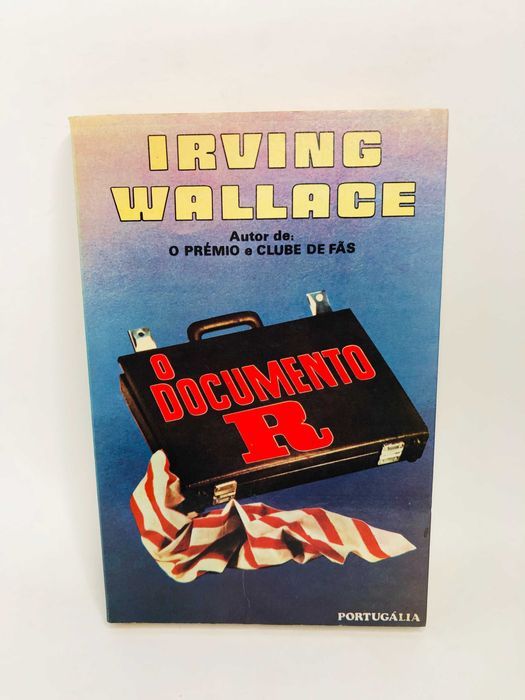 IRVING
WALLACE
Autor de:
O PRÉMIO e CLUBE DE FÃS
O
DOCUMENTO
R
PORTUGÁLIA